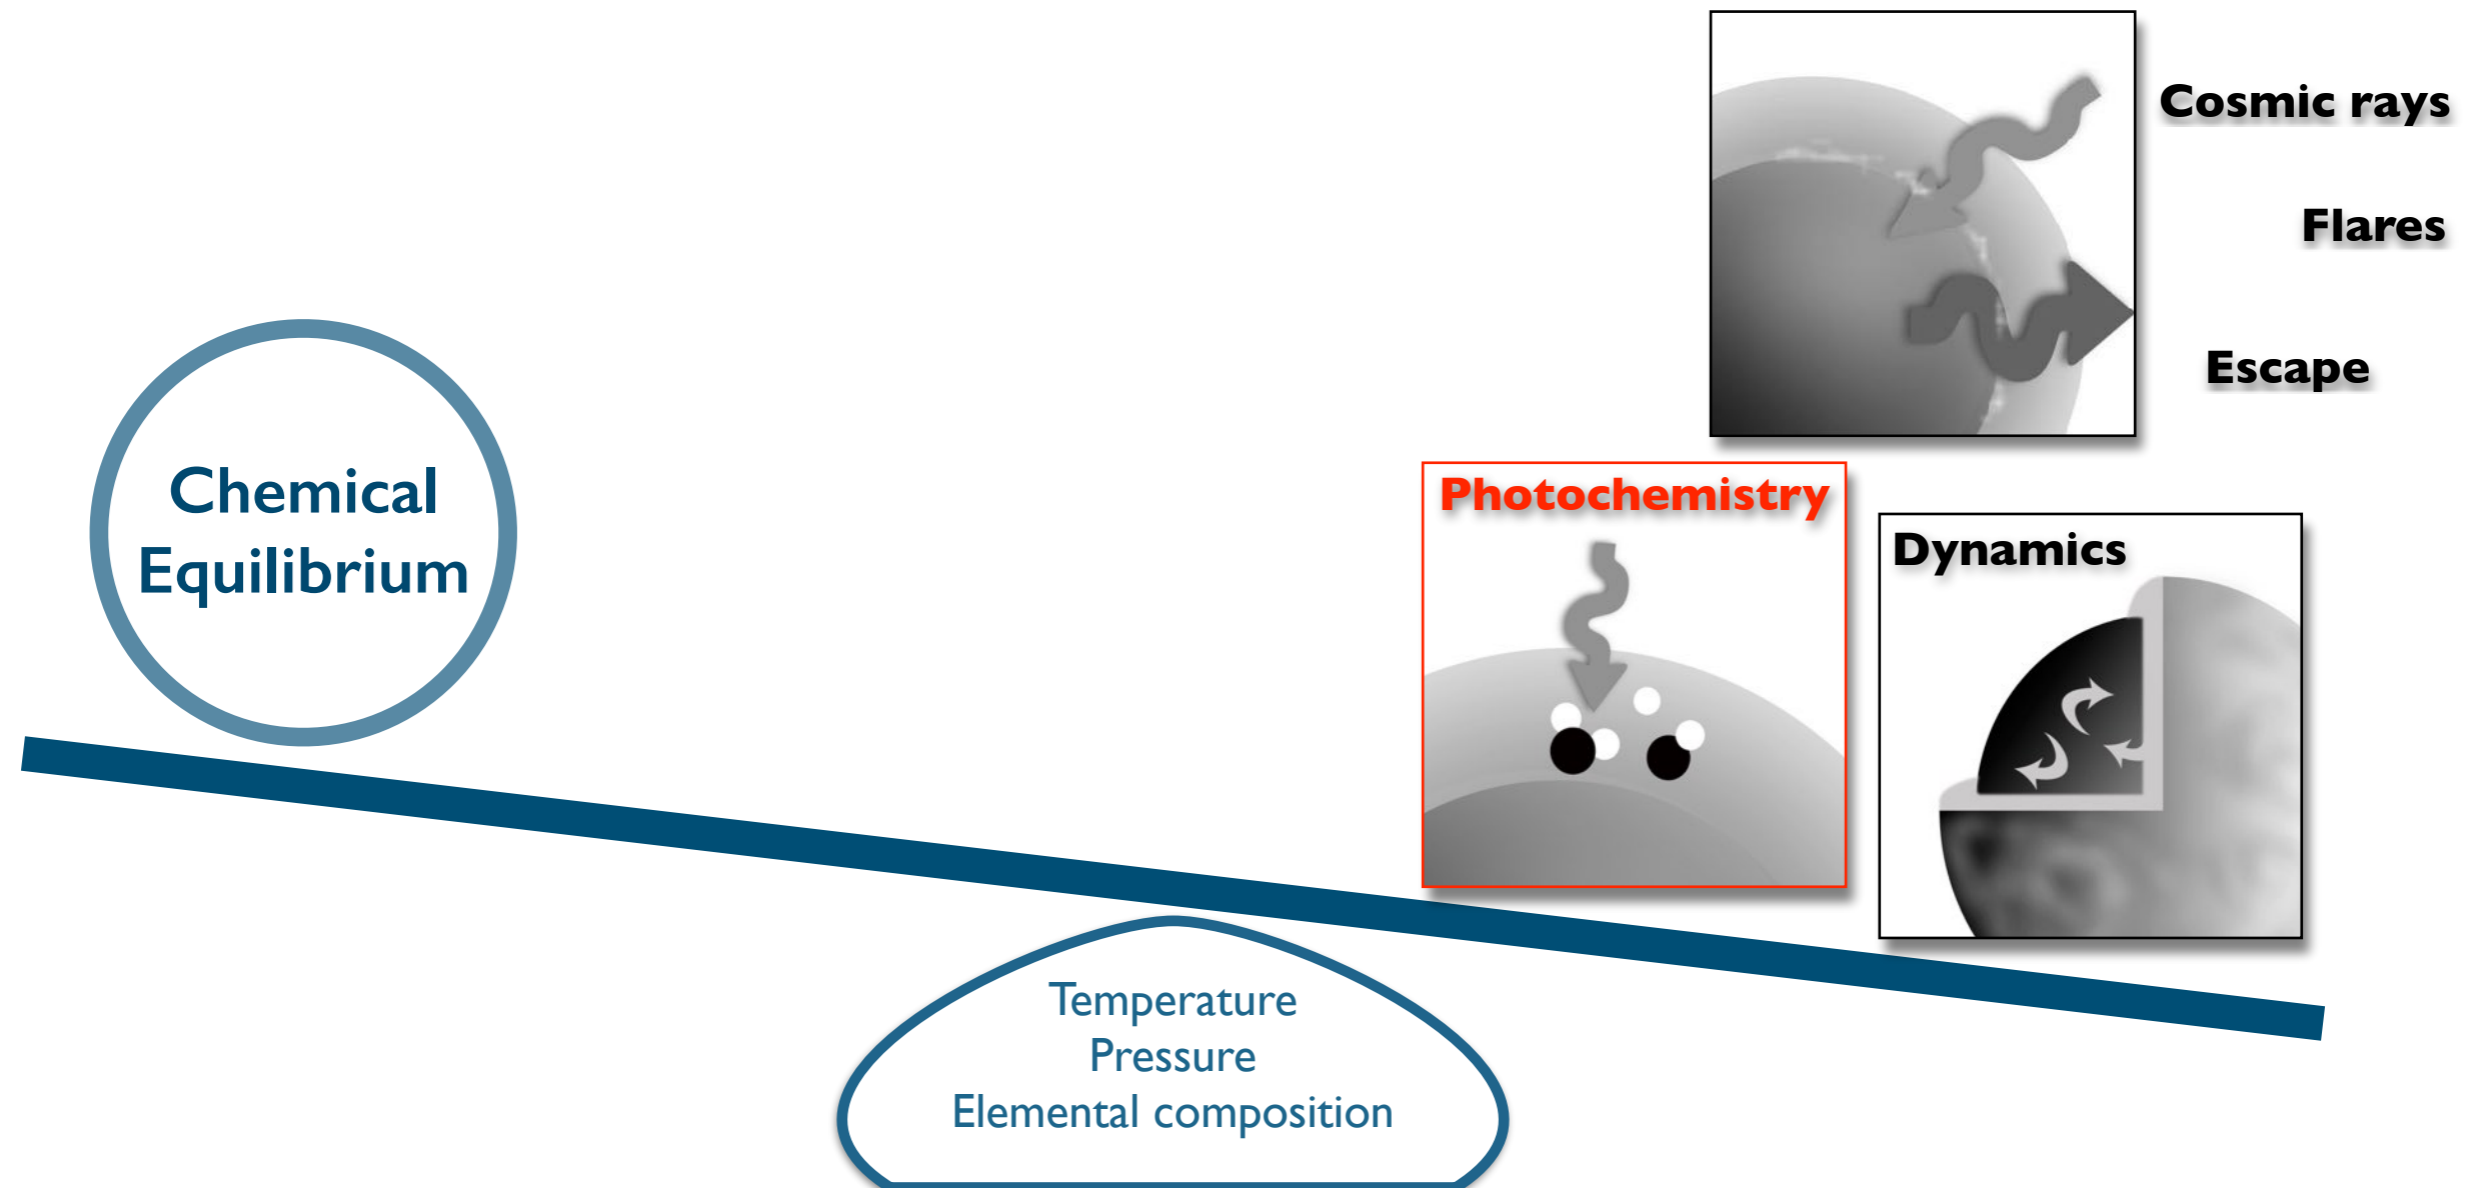 Cosmic rays
Flares
Escape
Chemical
Equilibrium
Photochemistry
Dynamics
Temperature
Pressure
Elemental composition